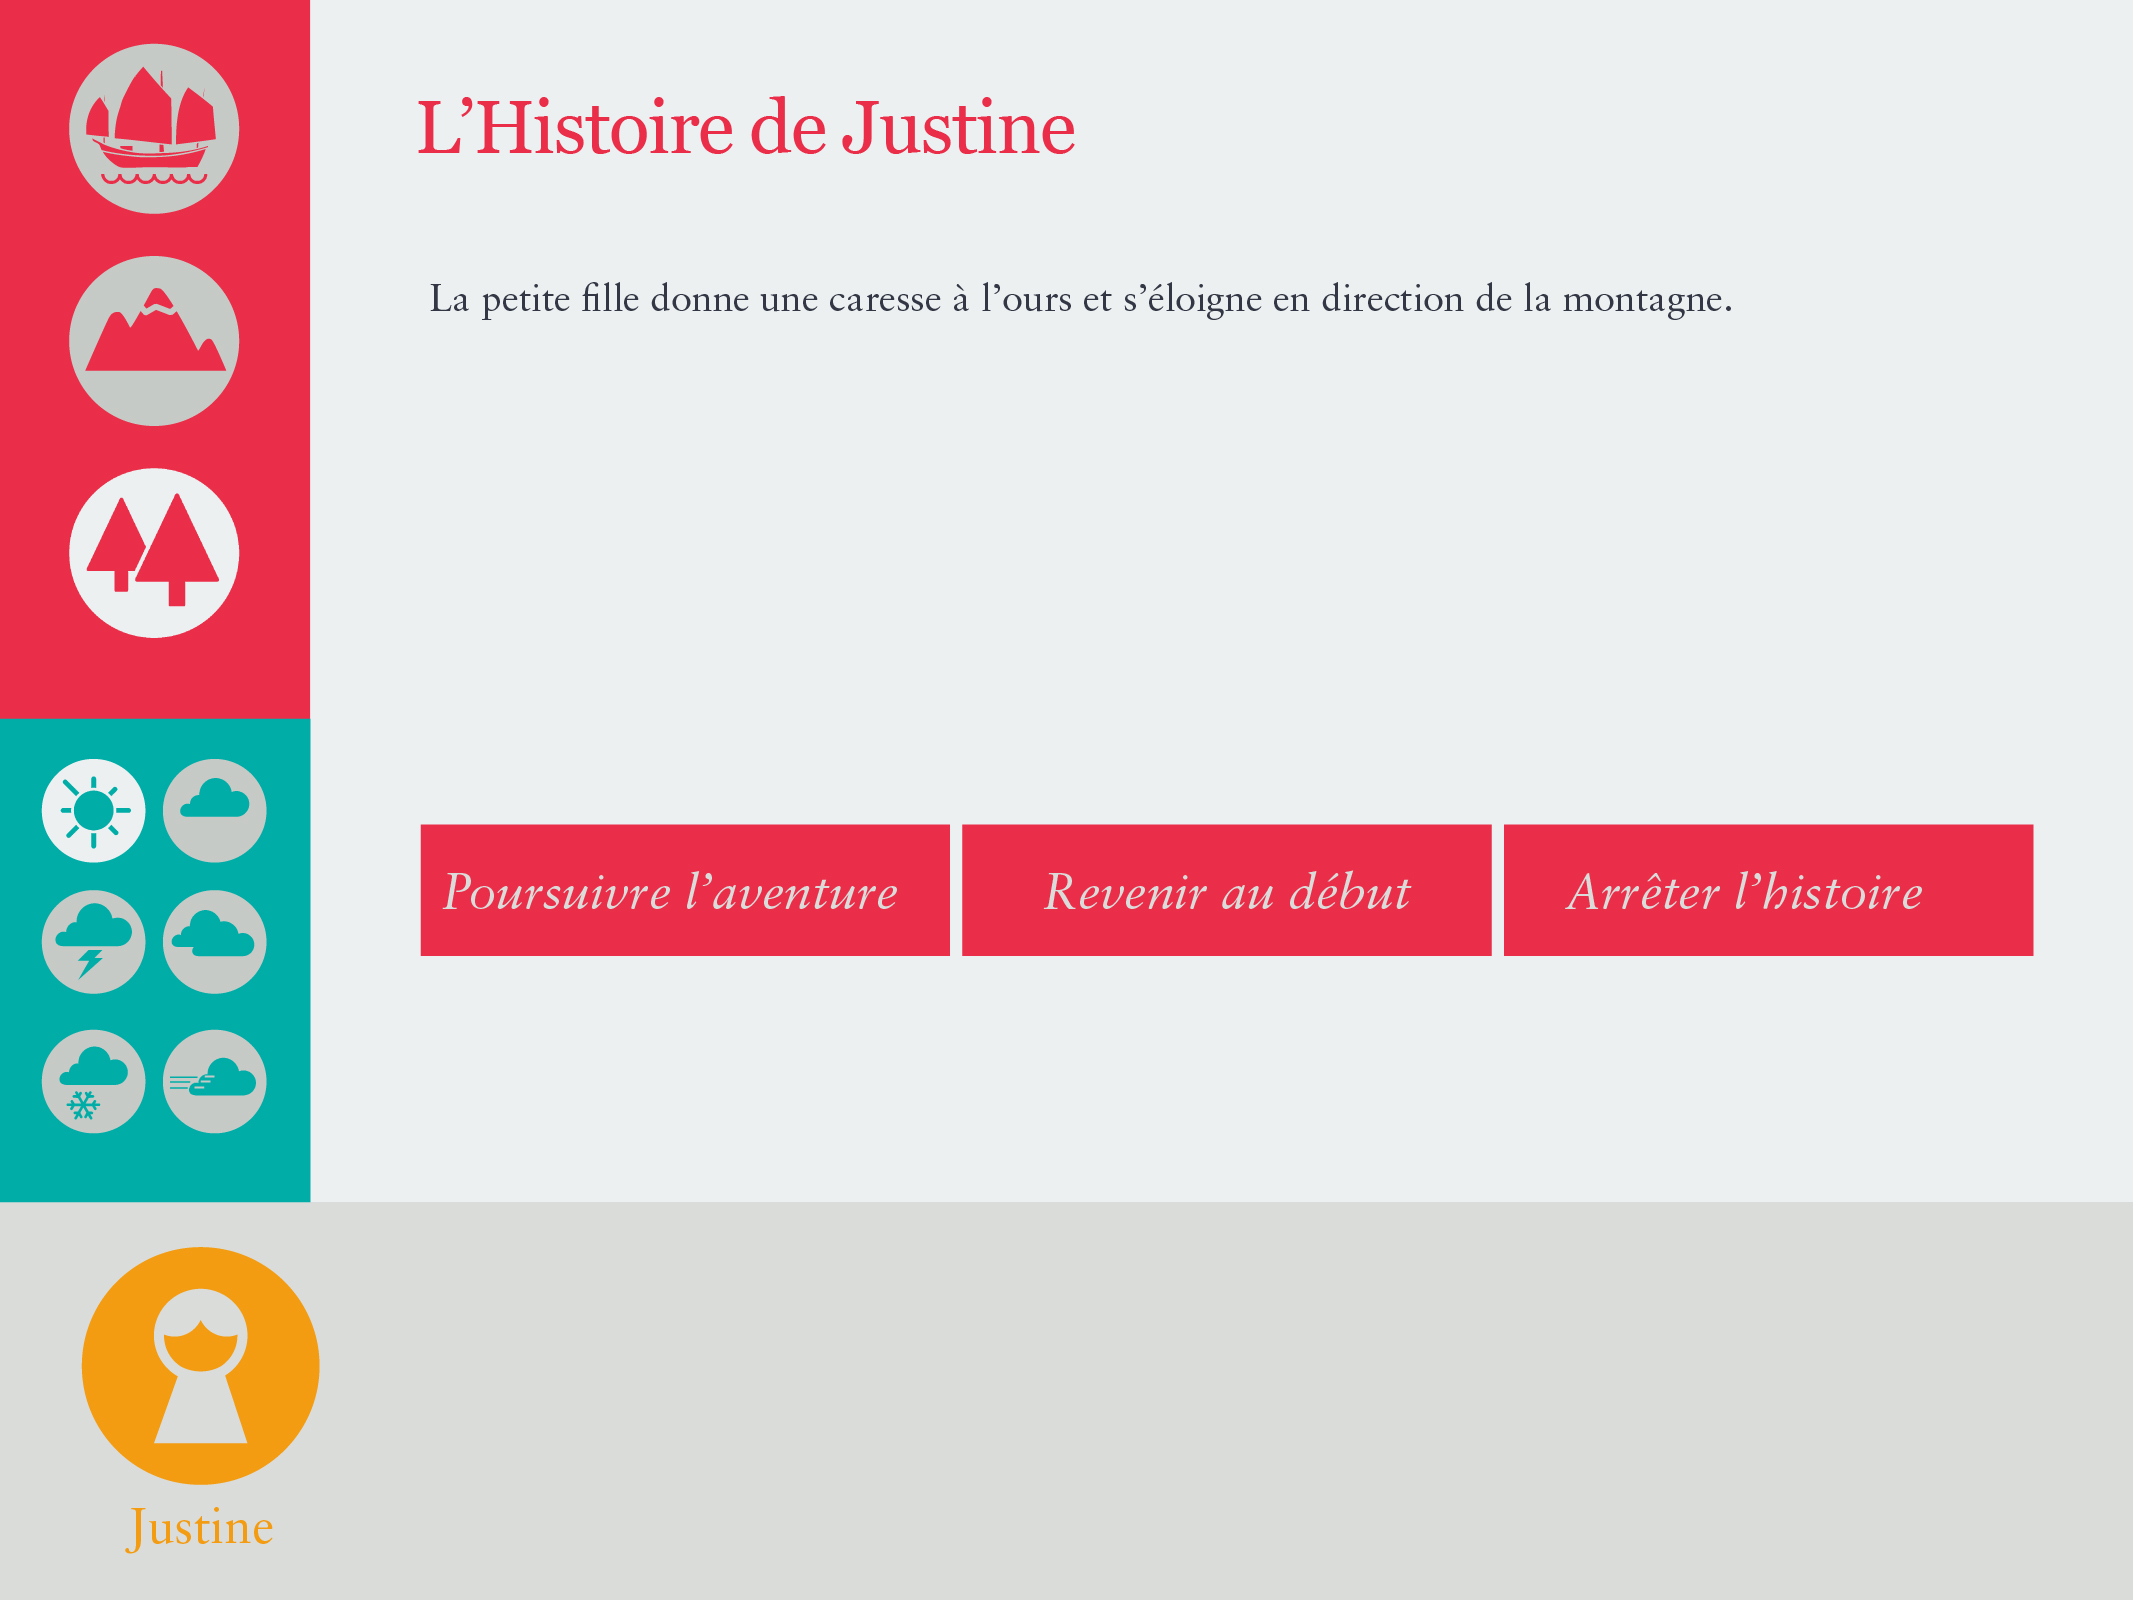 L’Histoire de Justine
La petite fille donne une caresse à l’ours et s’éloigne en direction de la montagne.
Poursuivre l’aventure
Revenir au début
Arrêter l’histoire
Justine